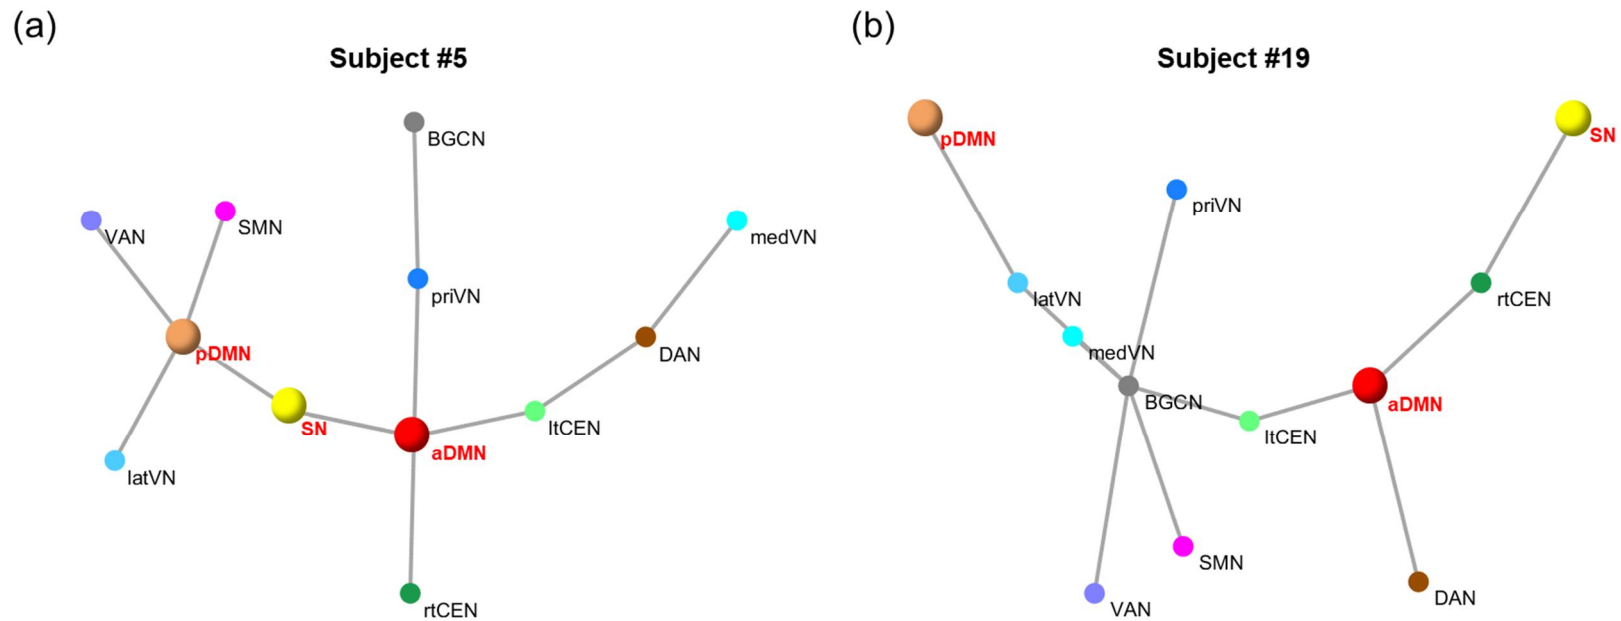 (a)
Subject #5
BGCN
VAN
SMN
medVN
priVN
pDMN
DAN
SN
ltCEN
aDMN
latVN
rtCEN
(b)
Subject #19
pDMN
SN
priVN
latVN
rtCEN
medVN
BGCN
aDMN
ltCEN
SMN
DAN
VAN